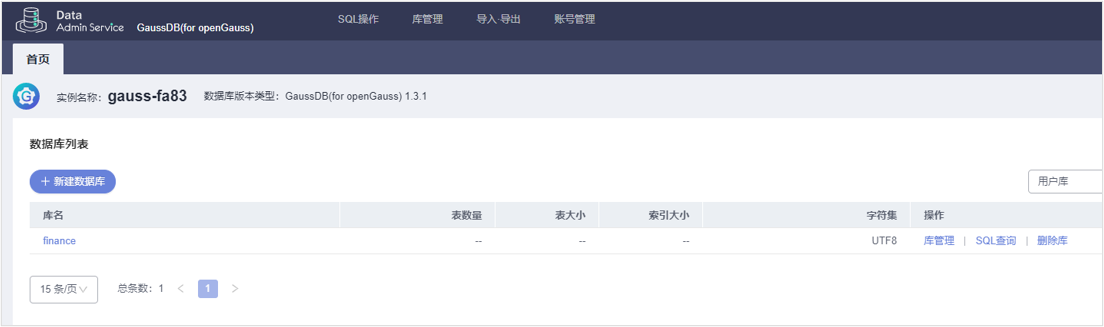 Data
Admin Service GaussDB(for openGauss) SQL操作 库管理 导入·导出 账号管理
首页
G 实例名称： gauss-fa83 数据库版本类型： GaussDB(for openGauss) 1.3.1
数据库列表
+ 新建数据库 用户库
库名 表数量 表大小 索引大小 字符集 操作
finance -- -- -- UTF8 库管理 | SQL查询 | 删除库
15 条/页 总条数： 1 < 1 >